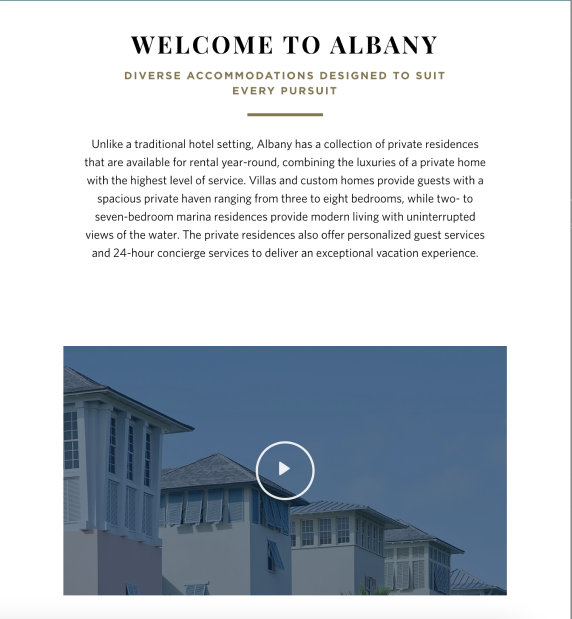 WELCOME TO ALBANY
DIVERSE ACCOMMODATIONS DESIGNED TO SUIT
EVERY PURSUIT
Unlike a traditional hotel setting, Albany has a collection of private residences
that are available for rental year-round, combining the luxuries of a private home
with the highest level of service. Villas and custom homes provide guests with a
spacious private haven ranging from three to eight bedrooms, while two- to
seven-bedroom marina residences provide modern living with uninterrupted
views of the water. The private residences also offer personalized guest services
and 24-hour concierge services to deliver an exceptional vacation experience.